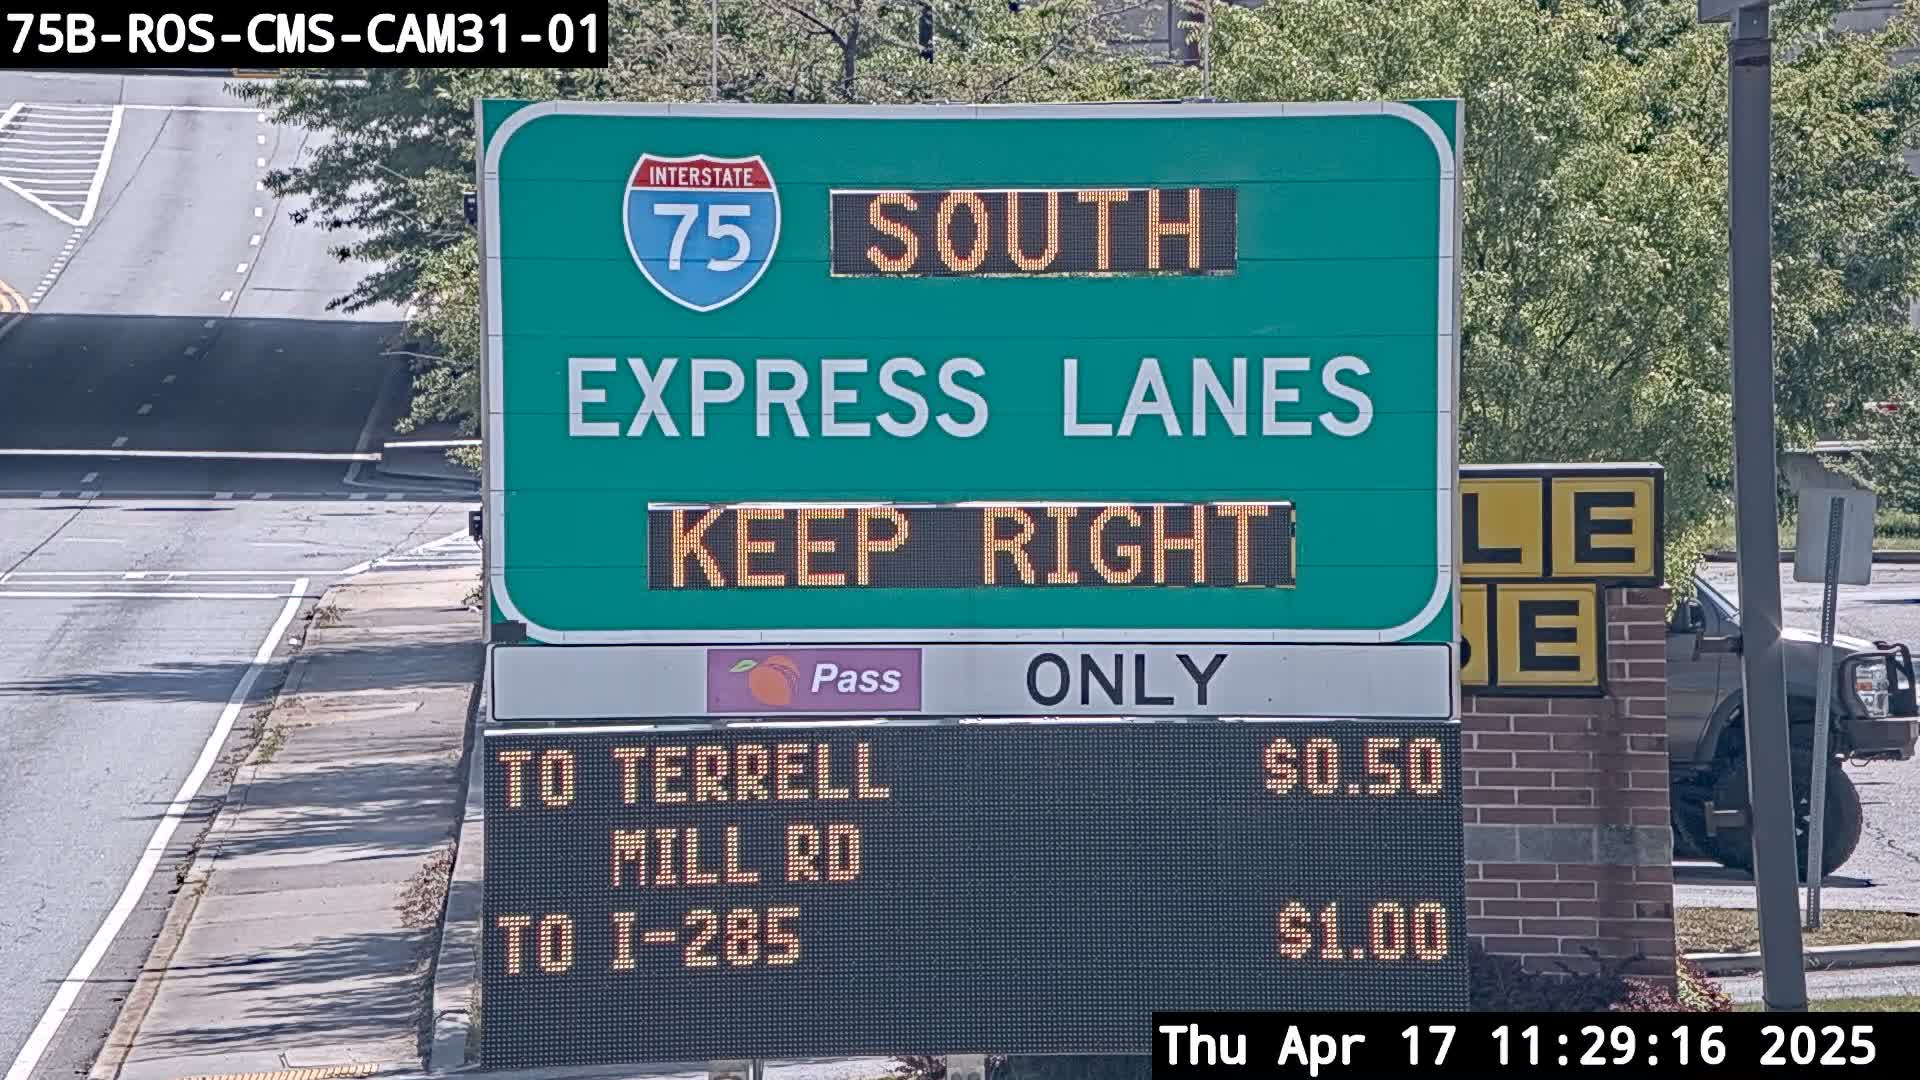 75B-ROS-CMS-CAM31-01
INTERSTATE
75
SOUTH
EXPRESS LANES
KEEP RIGHT
Pass ONLY
TO TERRELL $0.50
MILL RD
TO I-285 $1.00
LE
E
Thu Apr 17 11:29:16 2025